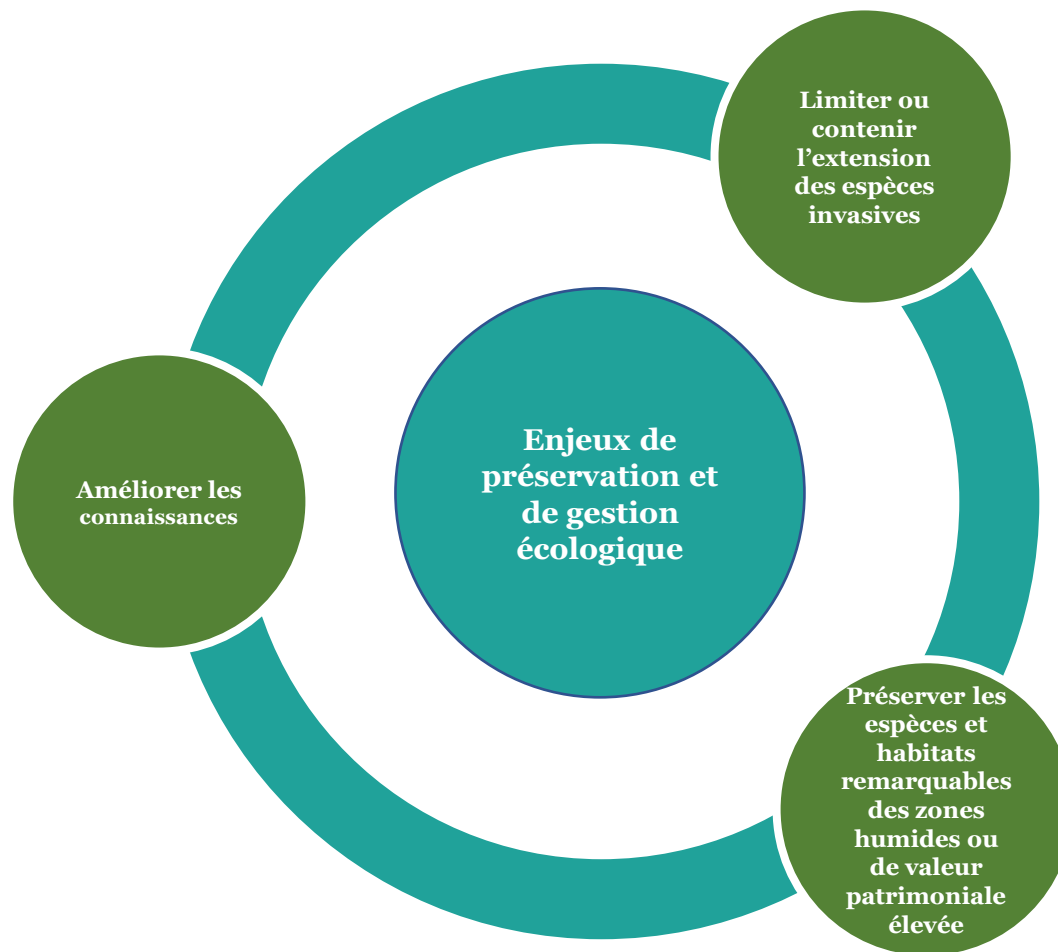 Limiter ou
contenir
l’extension
des espèces
invasives
Enjeux de
préservation et
de gestion
écologique
Améliorer les
connaissances
Préserver les
espèces et
habitats
remarquables
des zones
humides ou
de valeur
patrimoniale
élevée